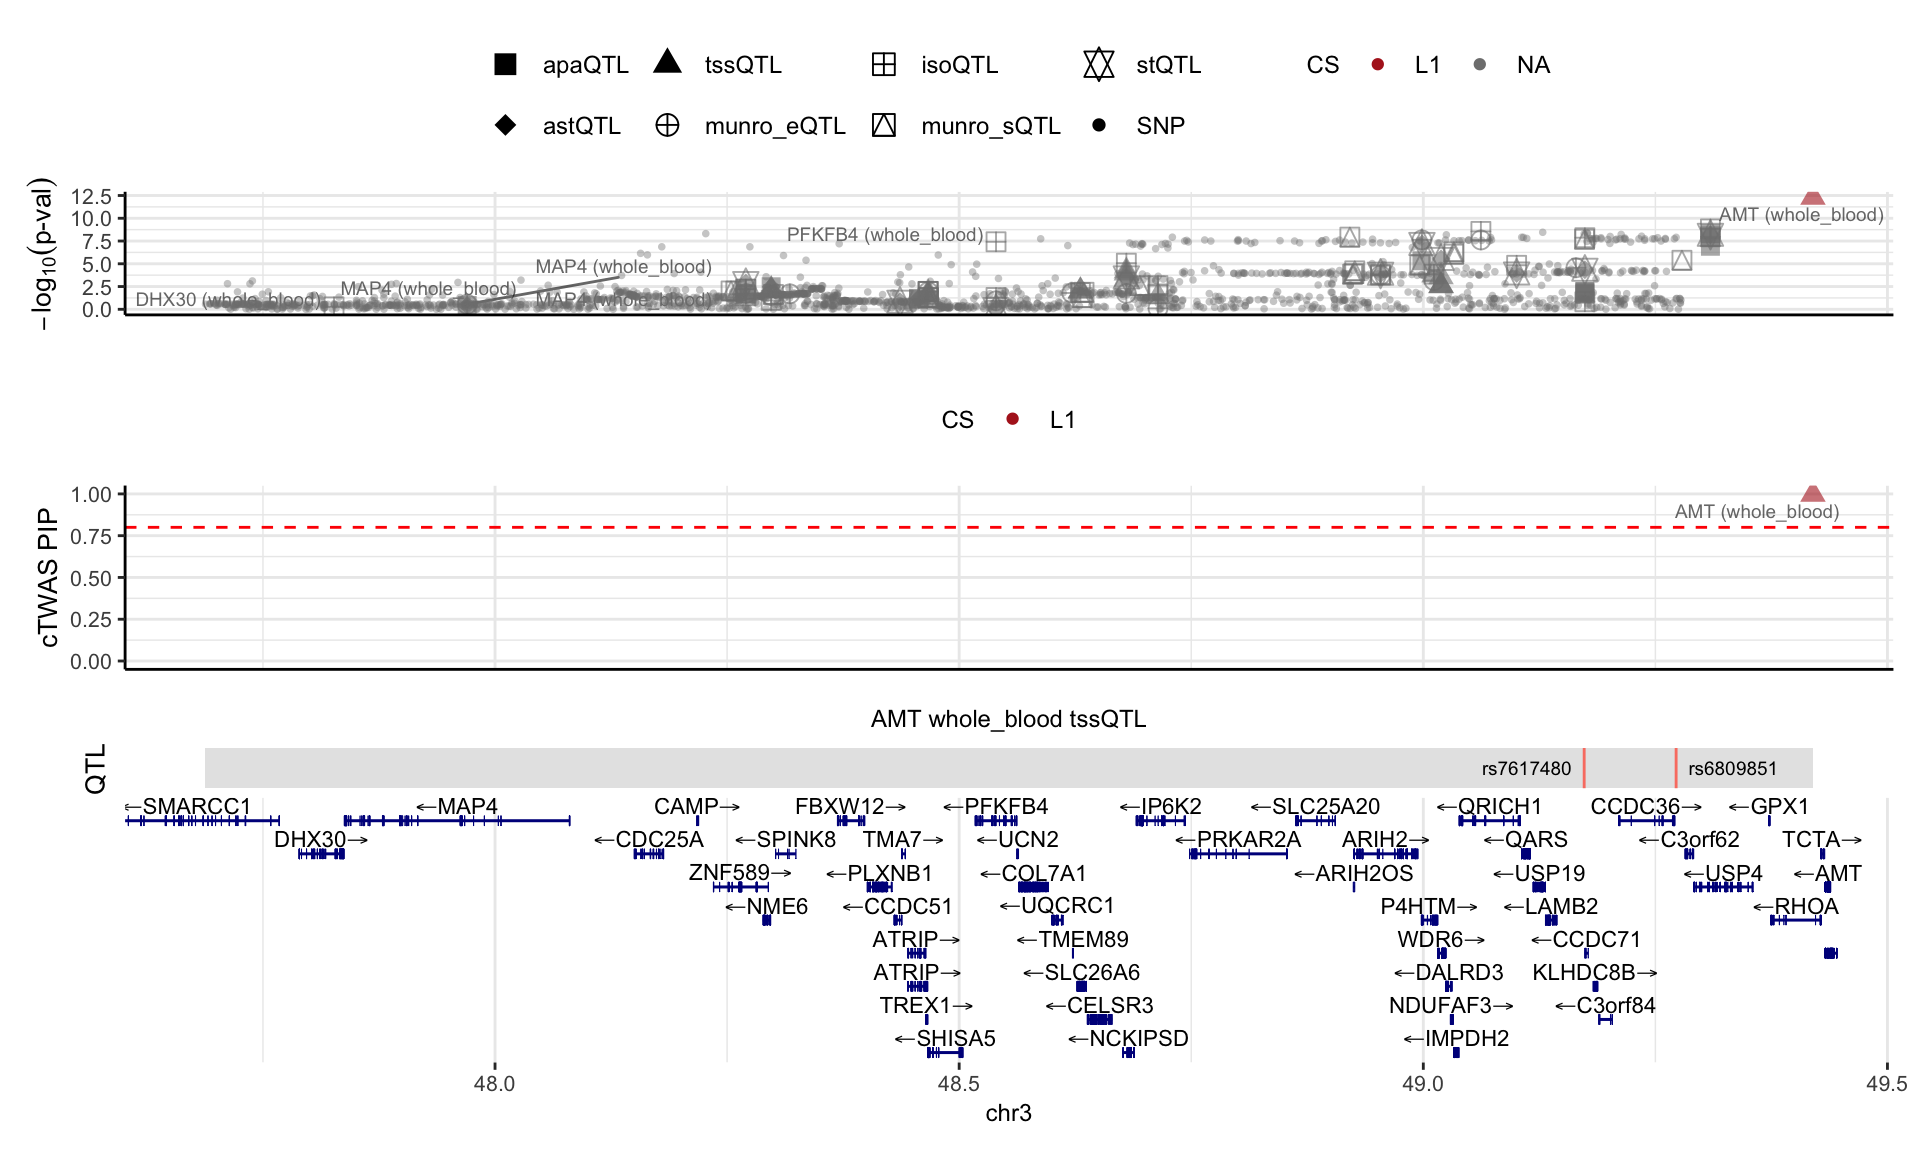 apaQTL tssQTL isoQTL stQTL CS L1 NA
astQTL munro_eQTL munro_sQTL SNP
−log10(p-val)
12.5
10.0
7.5
5.0
2.5
0.0
AMT (whole_blood)
PFKFB4 (whole_blood)
MAP4 (whole_blood)
MAP4 (whole_blood)
DHX30 (whole_blood)
MAP4 (whole_blood)
CS L1
cTWAS PIP
1.00
0.75
0.50
0.25
0.00
AMT (whole_blood)
AMT whole_blood tssQTL
QTL
rs7617480 rs6809851
←SMARCC1 ←MAP4 CAMP→ FBXW12→ ←PFKFB4 ←IP6K2 ←SLC25A20 ←QRICH1 CCDC36→ ←GPX1
DHX30→ ←CDC25A ←SPINK8 TMA7→ ←UCN2 ←PRKAR2A ARIH2→ ←QARS ←C3orf62 TCTA→
ZNF589→ ←PLXNB1 ←COL7A1 ←ARIH2OS ←USP19 ←USP4 ←AMT
←NME6 ←CCDC51 ←UQCRC1 P4HTM→ ←LAMB2 ←RHOA
ATRIP→ ←TMEM89 WDR6→ ←CCDC71
ATRIP→ ←SLC26A6 ←DALRD3 KLHDC8B→
TREX1→ ←CELSR3 NDUFAF3→ ←C3orf84
←SHISA5 ←NCKIPSD ←IMPDH2
48.0 48.5 49.0 49.5
chr3